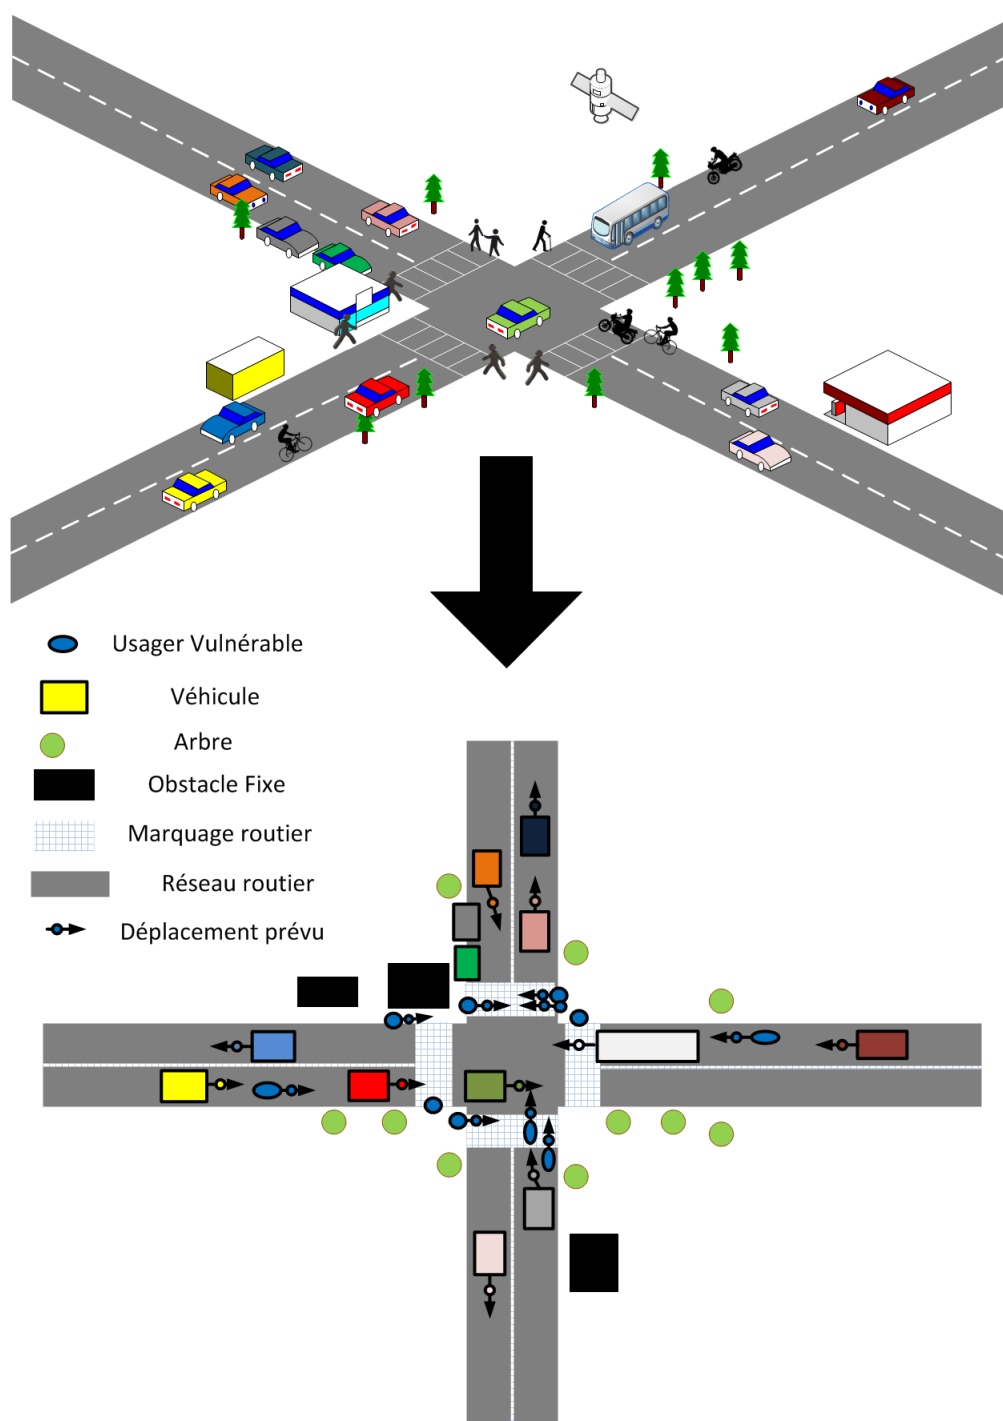 Usager Vulnérable
Véhicule
Arbre
Obstacle Fixe
Marquage routier
Réseau routier
Déplacement prévu